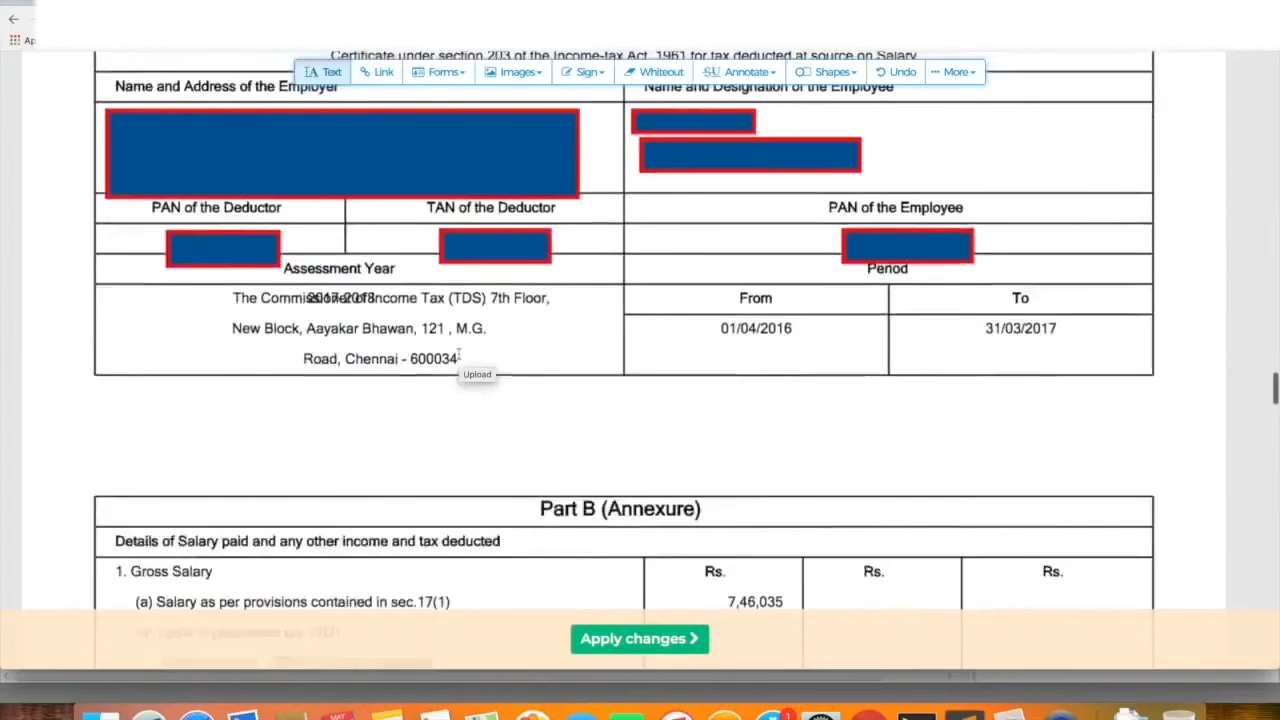 Ap
Certificate under section 203 of the Income-tax Act, 1961 for tax deducted at source on Salary
Text Link Forms Images Sign Whiteout Annotate Shapes Undo More
Name and Address of the Employer
Name and Designation of the Employee
PAN of the Deductor
TAN of the Deductor
PAN of the Employee
Assessment Year
Period
The Commissioner of Income Tax (TDS) 7th Floor,
2017-2018
From
To
New Block, Aayakar Bhawan, 121 , M.G.
01/04/2016
31/03/2017
Road, Chennai - 600034
Upload
Part B (Annexure)
Details of Salary paid and any other income and tax deducted
1. Gross Salary
Rs.
Rs.
Rs.
(a) Salary as per provisions contained in sec.17(1)
7,46,035
Apply changes
MAY
1